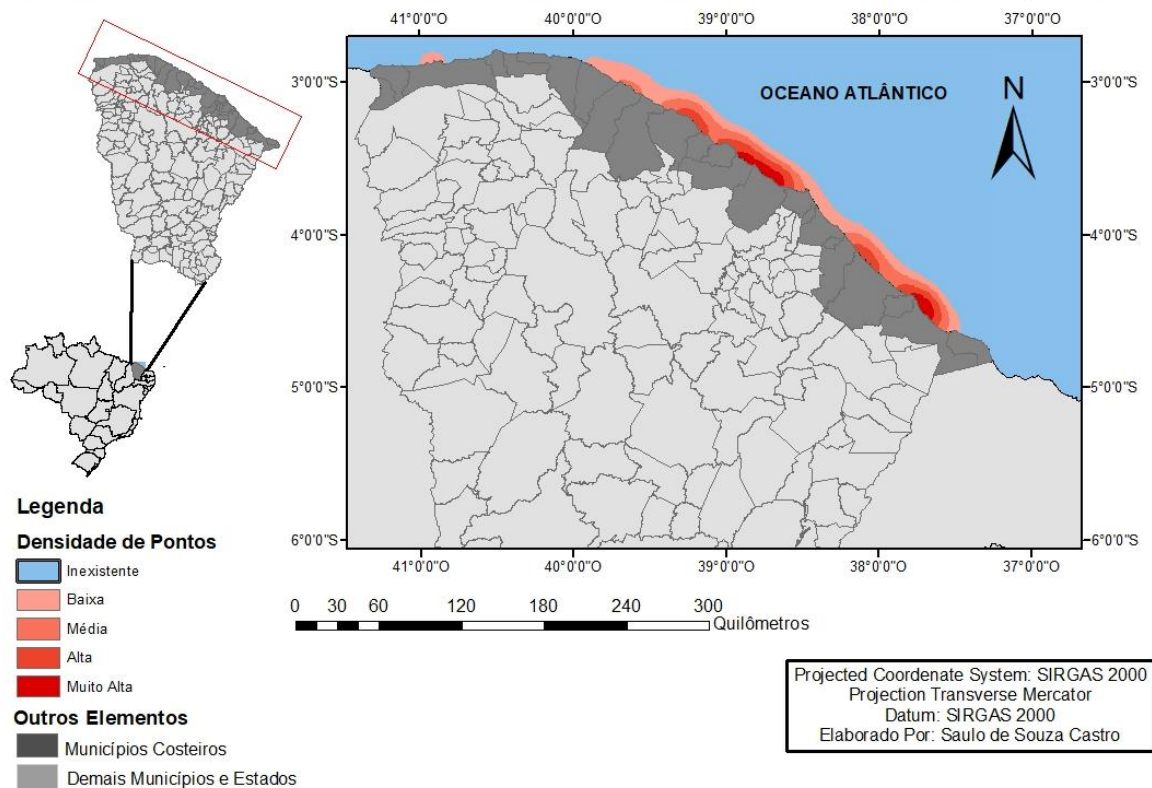 41°0'0"O 40°0'0"O 39°0'0"O 38°0'0"O 37°0'0"O
3°0'0"S
3°0'0"S
OCEANO ATLÂNTICO
N
4°0'0"S
4°0'0"S
5°0'0"S
5°0'0"S
6°0'0"S
6°0'0"S
41°0'0"O 40°0'0"O 39°0'0"O 38°0'0"O 37°0'0"O
0 30 60 120 180 240 300
Quilômetros
Legenda
Densidade de Pontos
Inexistente
Baixa
Média
Alta
Muito Alta
Outros Elementos
Municípios Costeiros
Demais Municípios e Estados
Projected Coordenate System: SIRGAS 2000
Projection Transverse Mercator
Datum: SIRGAS 2000
Elaborado Por: Saulo de Souza Castro